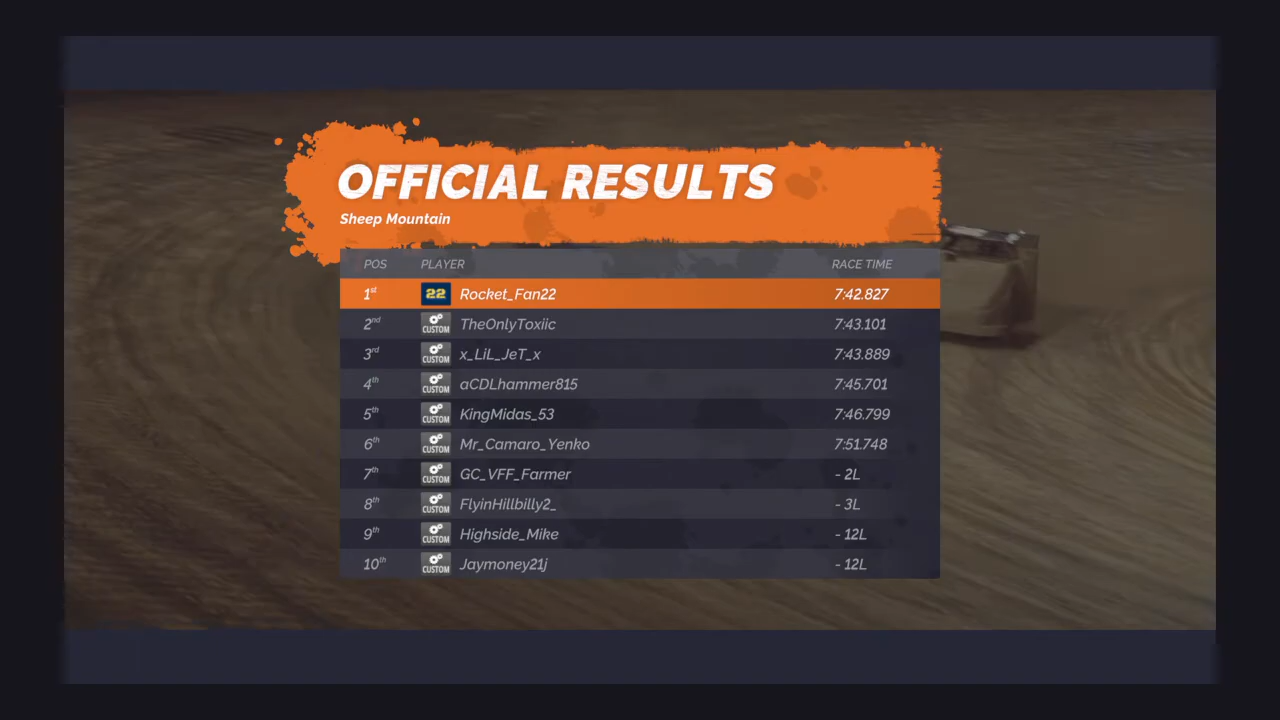 OFFICIAL RESULTS
Sheep Mountain
POS PLAYER RACE TIME
1st 22 Rocket_Fan22 7:42.827
2nd CUSTOM TheOnlyToxiic 7:43.101
3rd CUSTOM x_LiL_JeT_x 7:43.889
4th CUSTOM aCDLhammer815 7:45.701
5th CUSTOM KingMidas_53 7:46.799
6th CUSTOM Mr_Camaro_Yenko 7:51.748
7th CUSTOM GC_VFF_Farmer - 2L
8th CUSTOM FlyinHillbilly2_ - 3L
9th CUSTOM Highside_Mike - 12L
10th CUSTOM Jaymoney21j - 12L